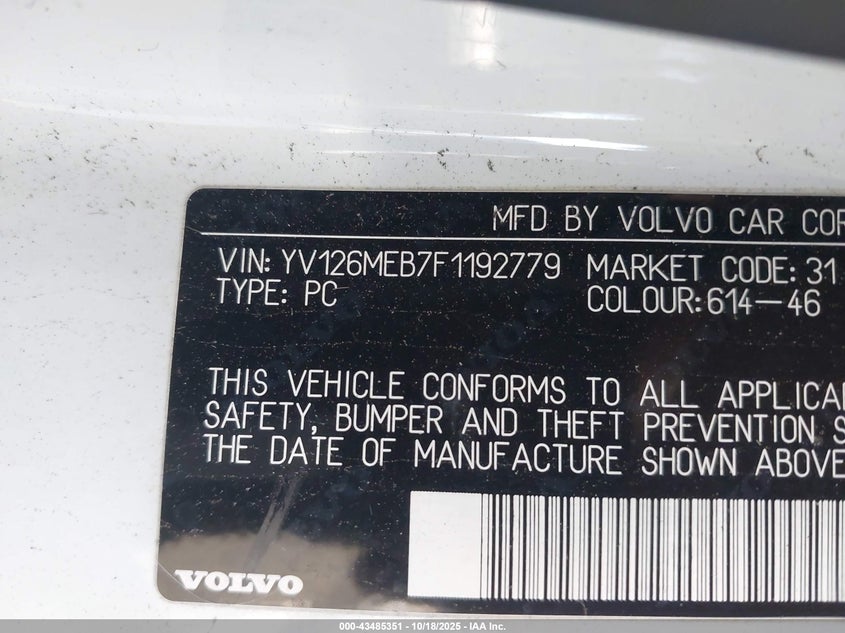 MFD BY VOLVO CAR COR
VIN: YV126MEB7F1192779 MARKET CODE: 31
TYPE: PC COLOUR: 614-46
THIS VEHICLE CONFORMS TO ALL APPLICA
SAFETY, BUMPER AND THEFT PREVENTION S
THE DATE OF MANUFACTURE SHOWN ABOVE
VOLVO
000-43485351 - 10/18/2025 - IAA Inc.